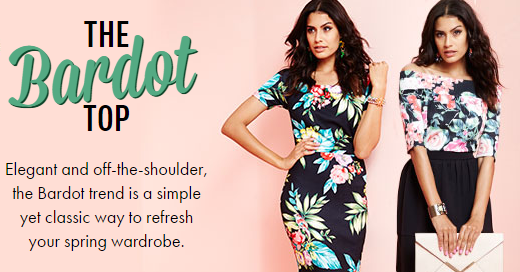 THE
Bardot
TOP
Elegant and off-the-shoulder,
the Bardot trend is a simple
yet classic way to refresh
your spring wardrobe.